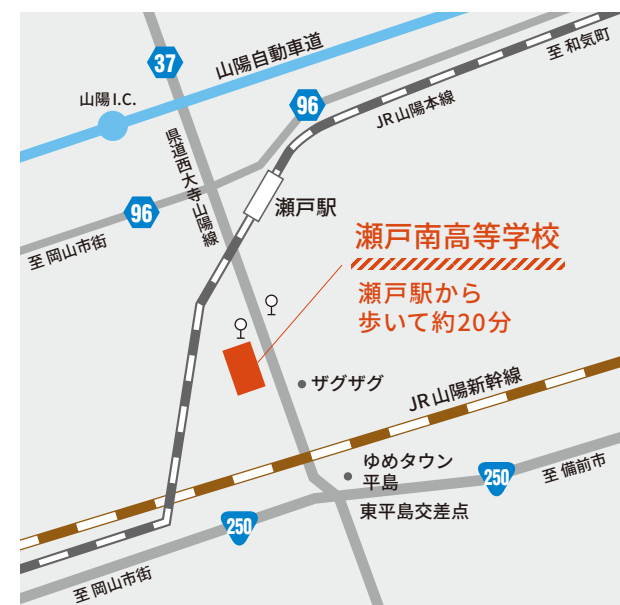 37
山陽自動車道
至 和気町
山陽 I.C.
96
JR山陽本線
県道西大寺山陽線
96
瀬戸駅
至 岡山市街
瀬戸南高等学校
瀬戸駅から
歩いて約20分
ザグザグ
JR山陽新幹線
ゆめタウン
平島
250
至 備前市
東平島交差点
250
至 岡山市街